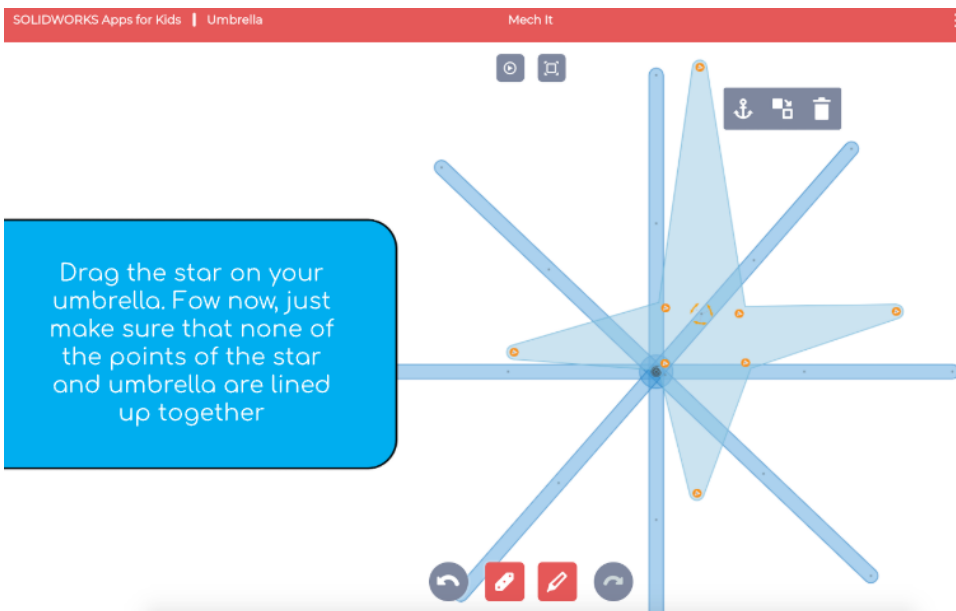 SOLIDWORKS Apps for Kids | Umbrella
Mech It
Drag the star on your
umbrella. Fow now, just
make sure that none of
the points of the star
and umbrella are lined
up together